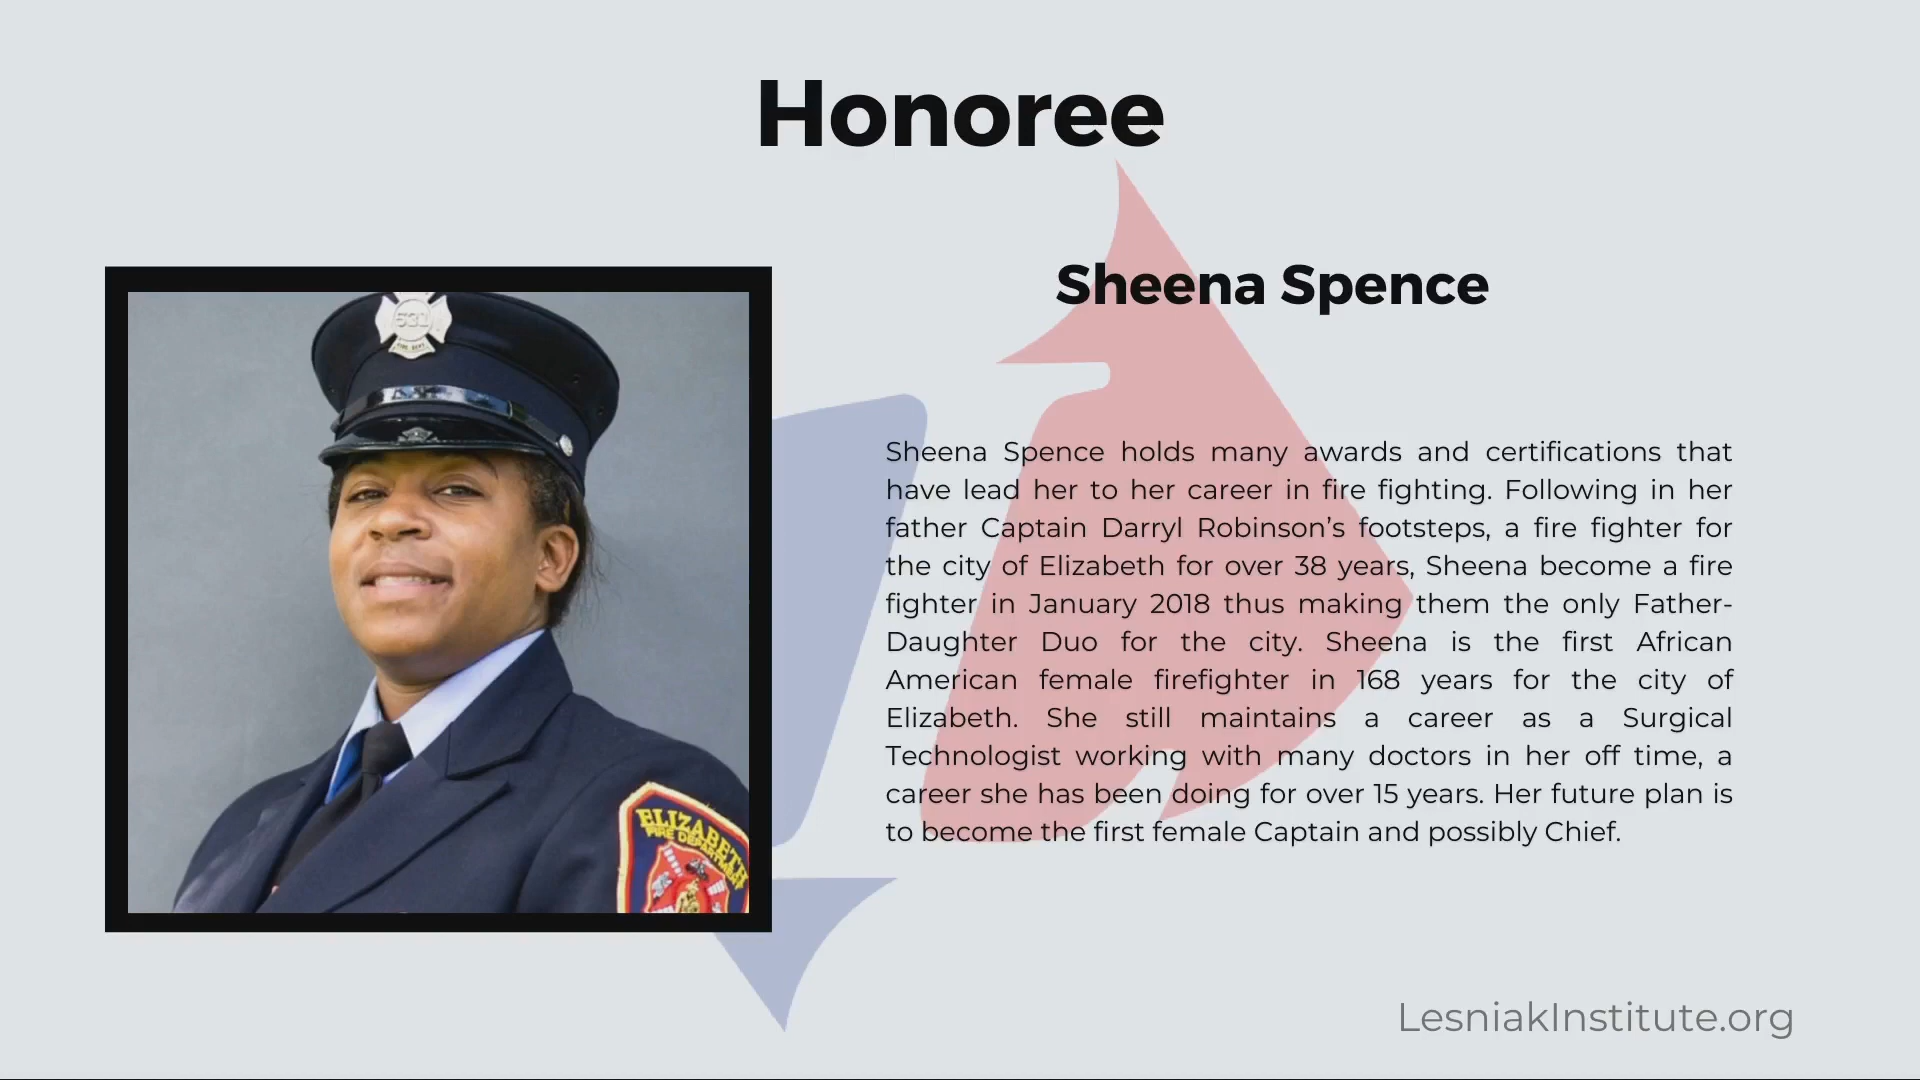 Honoree
Sheena Spence
531
FIRE DEPT
Sheena Spence holds many awards and certifications that
have lead her to her career in fire fighting. Following in her
father Captain Darryl Robinson’s footsteps, a fire fighter for
the city of Elizabeth for over 38 years, Sheena become a fire
fighter in January 2018 thus making them the only Father-
Daughter Duo for the city. Sheena is the first African
American female firefighter in 168 years for the city of
Elizabeth. She still maintains a career as a Surgical
Technologist working with many doctors in her off time, a
career she has been doing for over 15 years. Her future plan is
to become the first female Captain and possibly Chief.
ELIZABETH
FIRE DEPARTMENT
LesniakInstitute.org